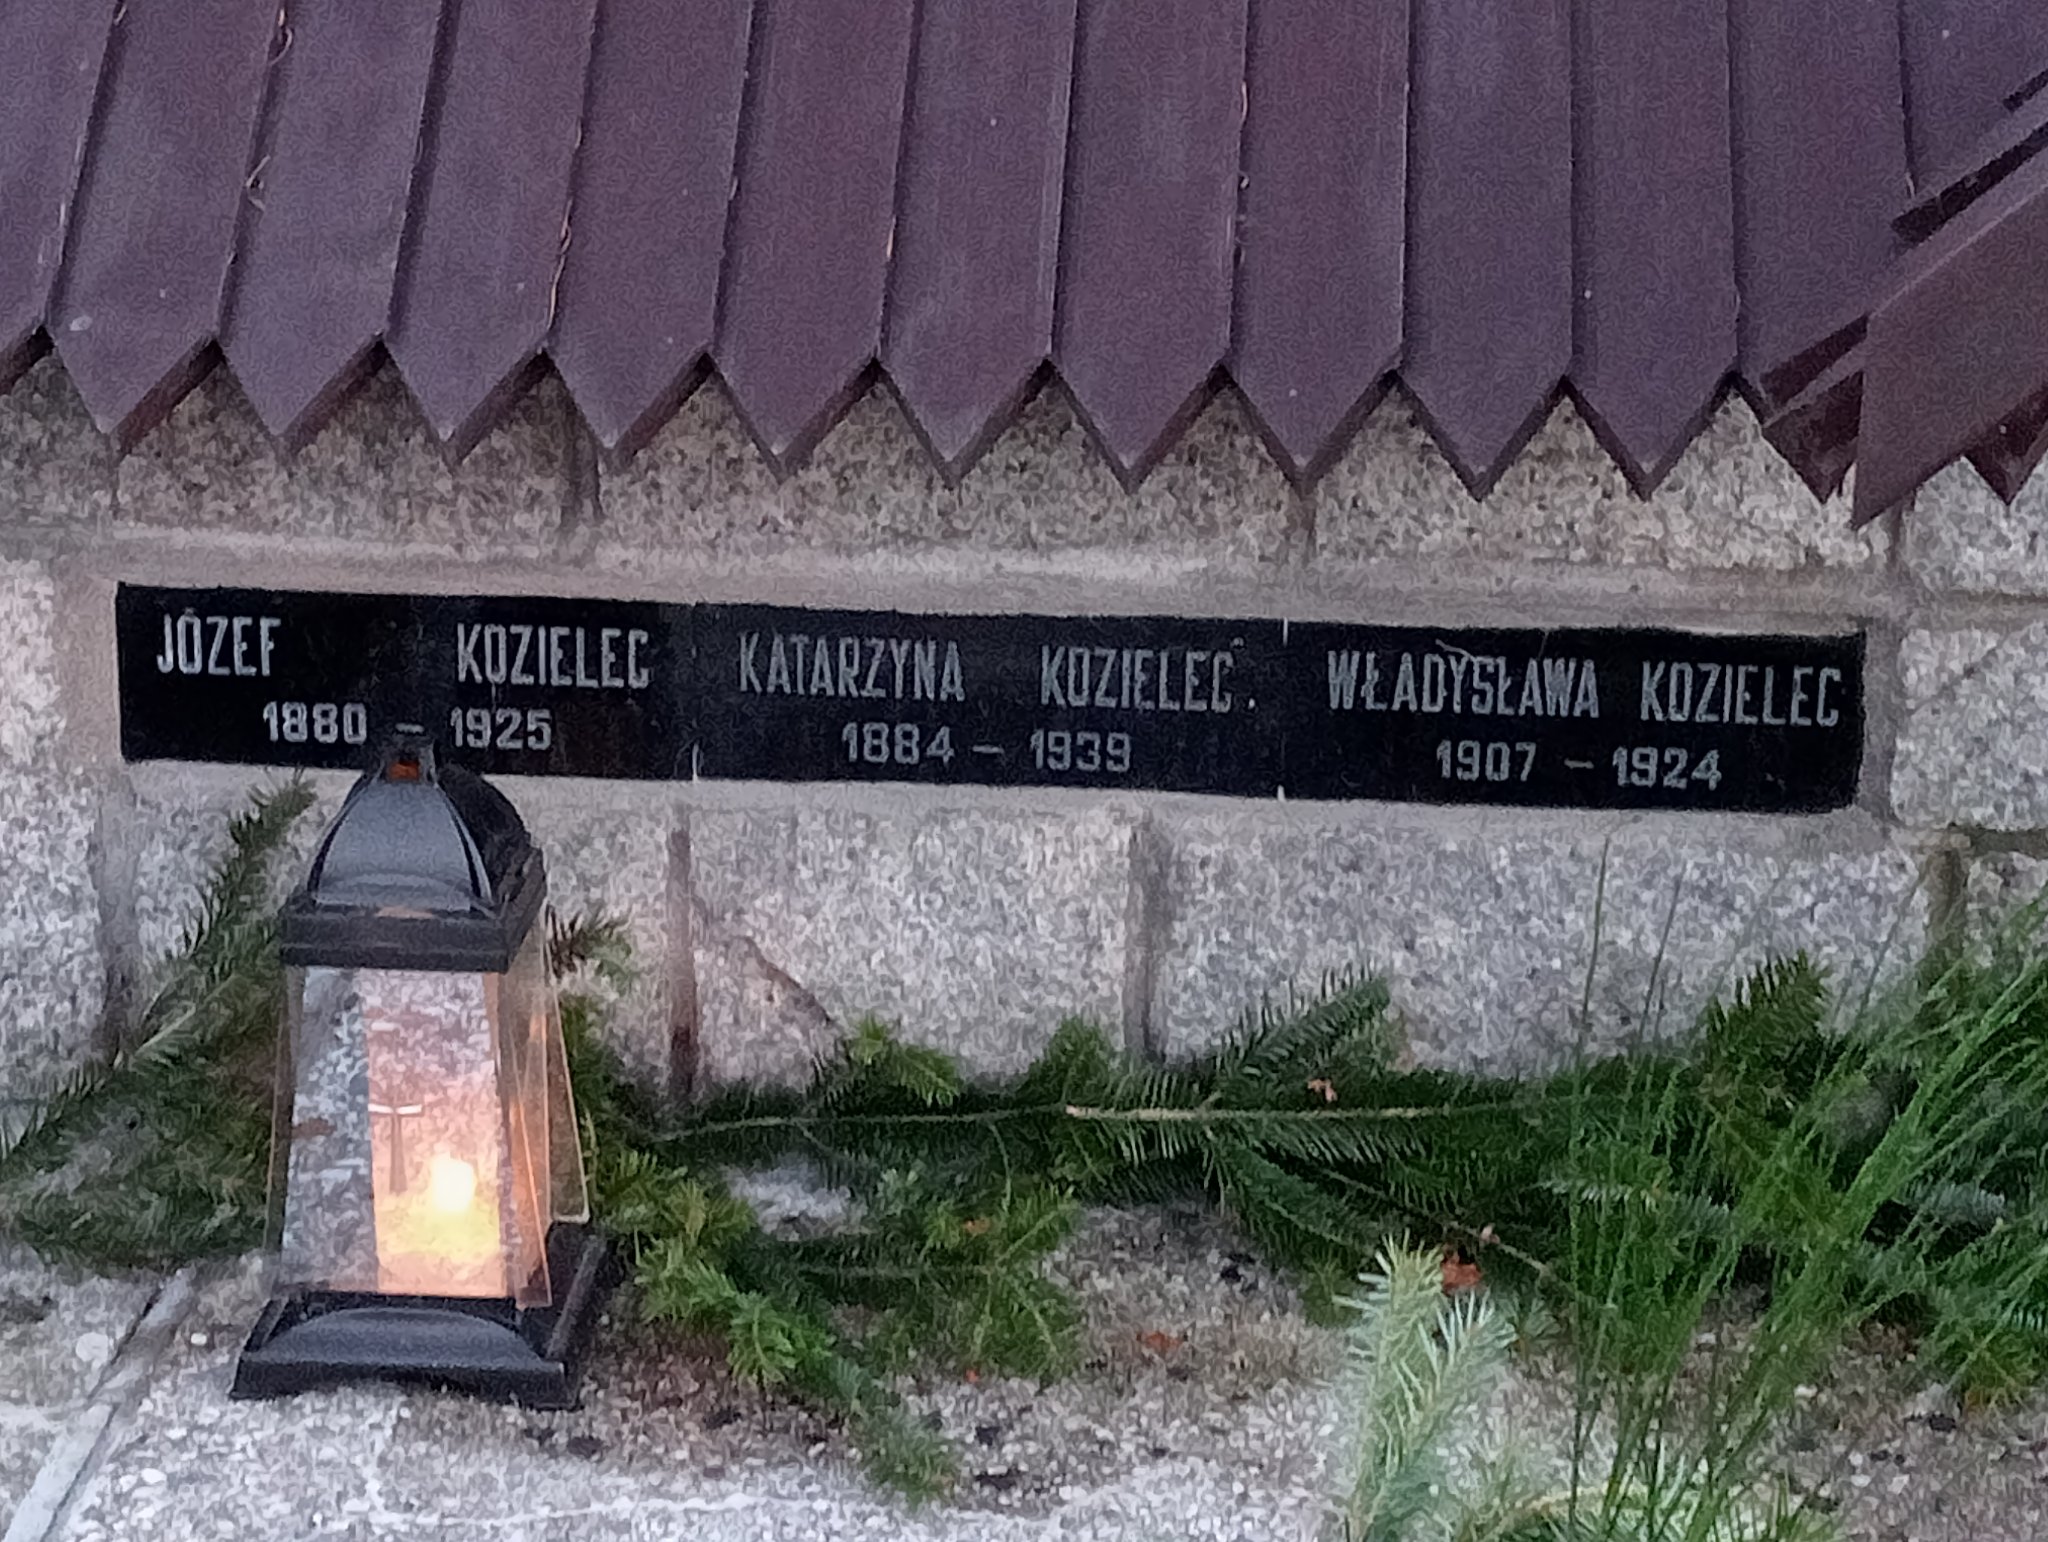 JÓZEF KOZIELEC
1880 - 1925
KATARZYNA KOZIELEC.
1884 - 1939
WŁADYSŁAWA KOZIELEC
1907 - 1924